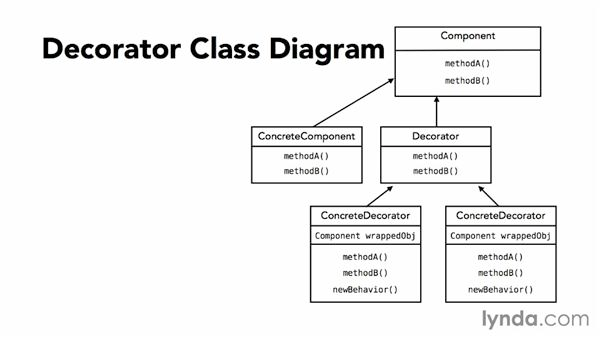 Decorator Class Diagram
Component
methodA()
methodB()
ConcreteComponent
methodA()
methodB()
Decorator
methodA()
methodB()
ConcreteDecorator
Component wrappedObj
methodA()
methodB()
newBehavior()
ConcreteDecorator
Component wrappedObj
methodA()
methodB()
newBehavior()
lynda.com